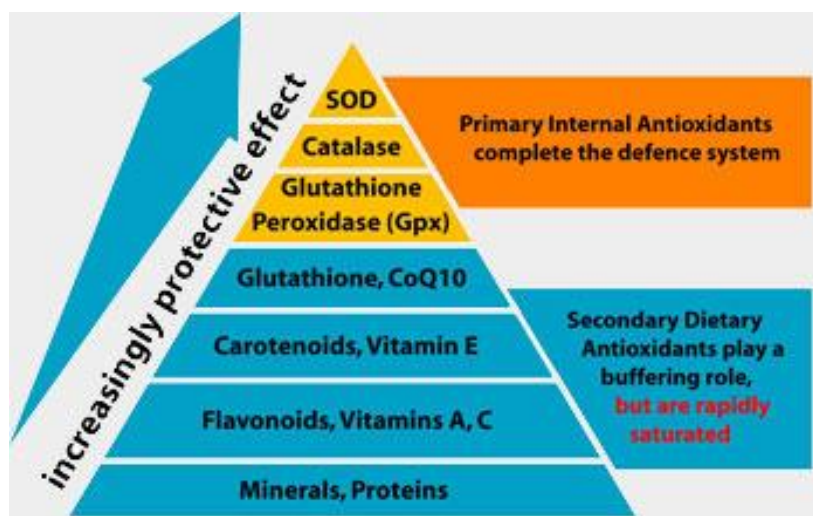 increasingly protective effect
SOD
Catalase
Glutathione
Peroxidase (Gpx)
Glutathione, CoQ10
Carotenoids, Vitamin E
Flavonoids, Vitamins A, C
Minerals, Proteins
Primary Internal Antioxidants
complete the defence system
Secondary Dietary
Antioxidants play a
buffering role,
but are rapidly
saturated